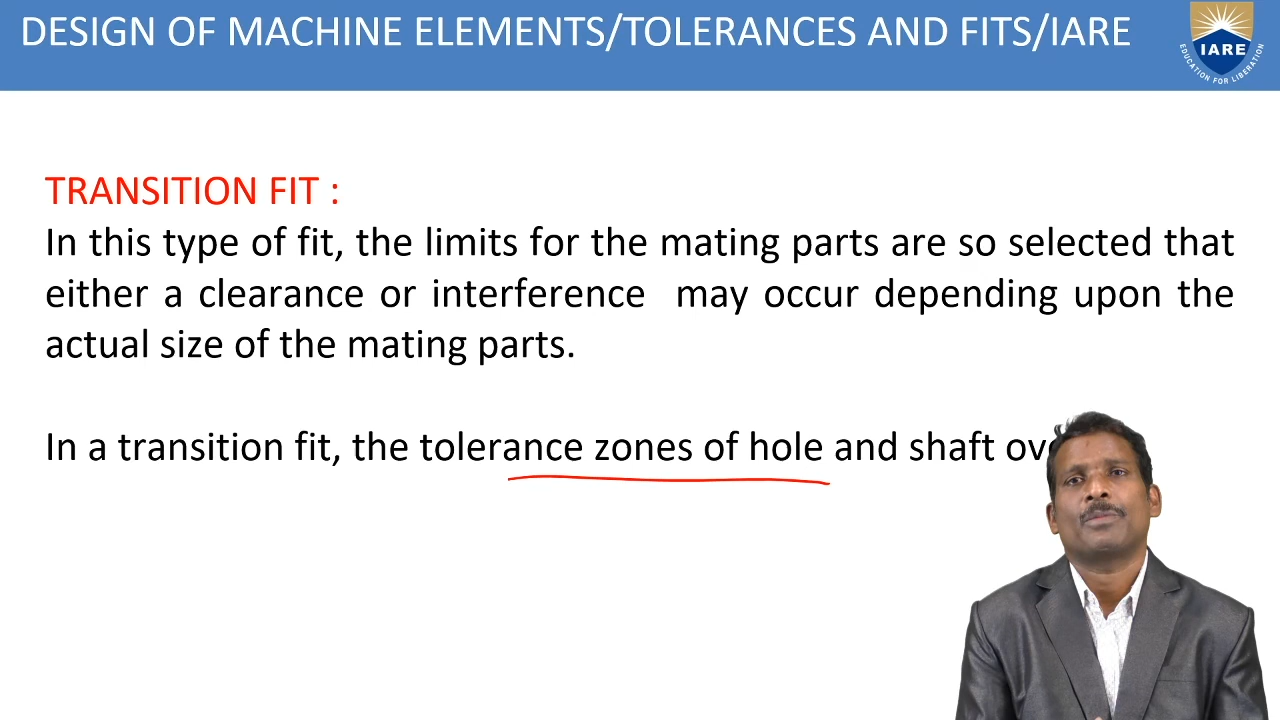 DESIGN OF MACHINE ELEMENTS/TOLERANCES AND FITS/IARE
IARE
EDUCATION FOR LIBERATION
TRANSITION FIT :
In this type of fit, the limits for the mating parts are so selected that
either a clearance or interference may occur depending upon the
actual size of the mating parts.
In a transition fit, the tolerance zones of hole and shaft